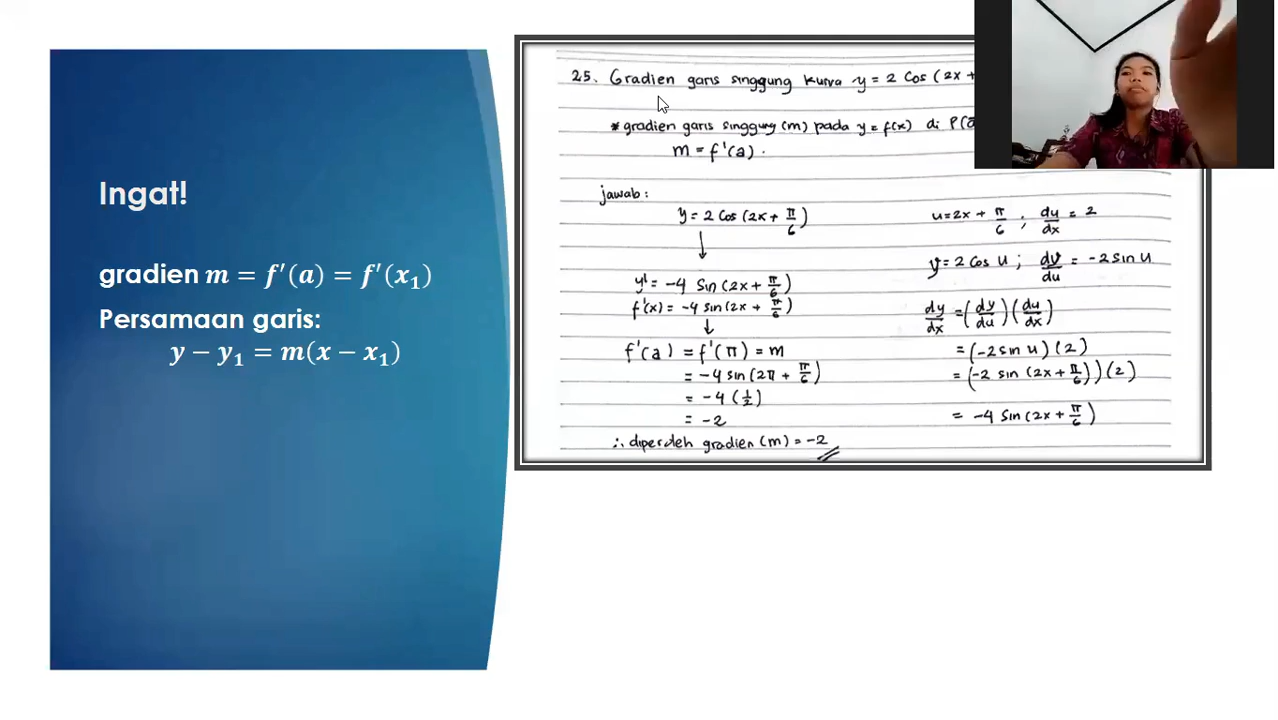 Ingat!
gradien m = f'(a) = f'(x₁)
Persamaan garis:
y − y₁ = m(x − x₁)
25. Gradien garis singgung kurva y = 2 Cos (2x +
* gradien garis singgung (m) pada y = f(x) di P(a
m = f'(a).
jawab:
y = 2 Cos (2x + π/6)
↓
y' = -4 Sin (2x + π/6)
f'(x) = -4 sin (2x + π/6)
↓
f'(a) = f'(π) = m
= -4 sin (2π + π/6)
= -4 (1/2)
= -2
∴ diperoleh gradien (m) = -2
u = 2x + π/6 ; du/dx = 2
y = 2 Cos u ; dy/du = -2 sin u
dy/dx = (dy/du) (du/dx)
= (-2 sin u) (2)
= (-2 sin (2x + π/6)) (2)
= -4 Sin (2x + π/6)